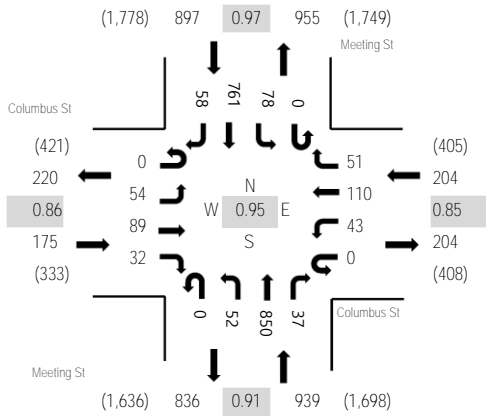 (1,778) 897 0.97 955 (1,749)
Meeting St
Columbus St
58 761 78 0
(421) (405)
0 51
220 204
54 110
N
0.86 W 0.95 E 0.85
89 43
S
175 204
32 0
(333) (408)
0 52 850 37
Columbus St
Meeting St
(1,636) 836 0.91 939 (1,698)